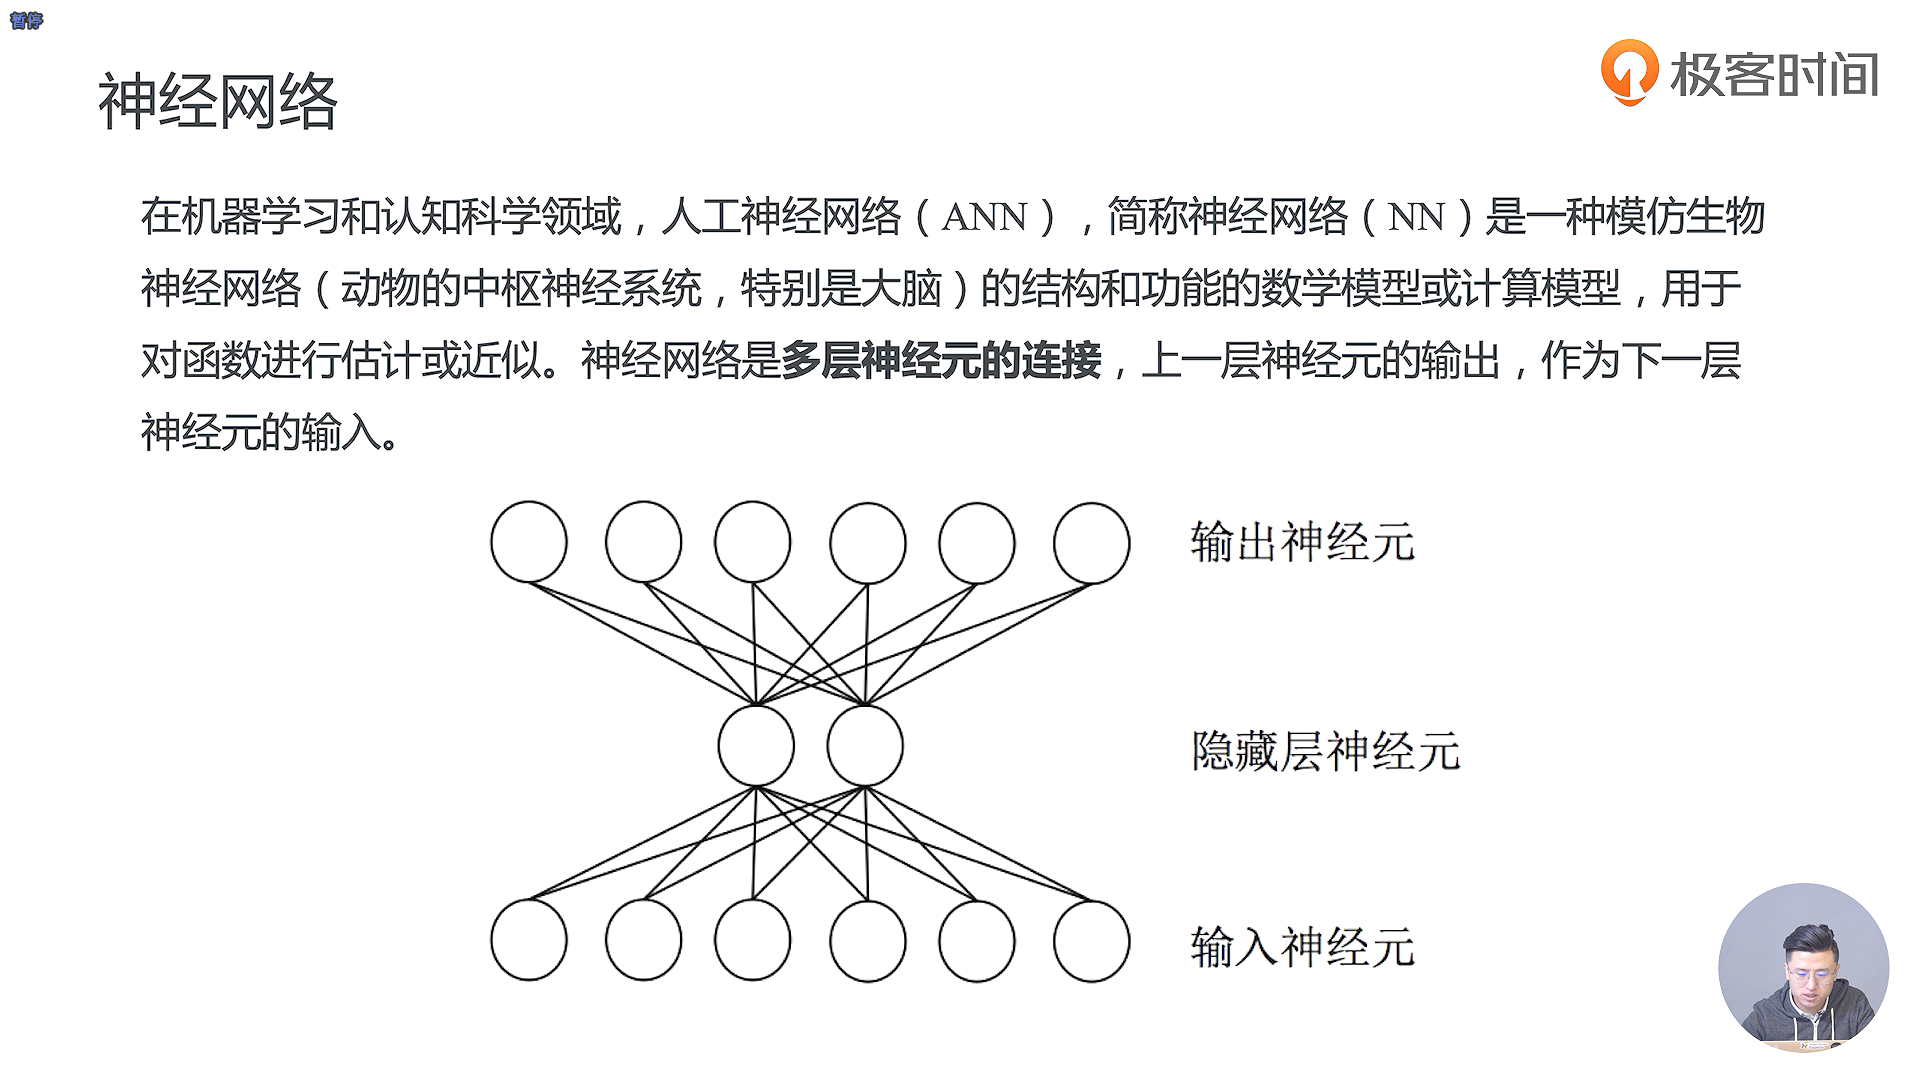 暂停
神经网络
极客时间
在机器学习和认知科学领域，人工神经网络（ANN），简称神经网络（NN）是一种模仿生物
神经网络（动物的中枢神经系统，特别是大脑）的结构和功能的数学模型或计算模型，用于
对函数进行估计或近似。神经网络是多层神经元的连接，上一层神经元的输出，作为下一层
神经元的输入。
输出神经元
隐藏层神经元
输入神经元